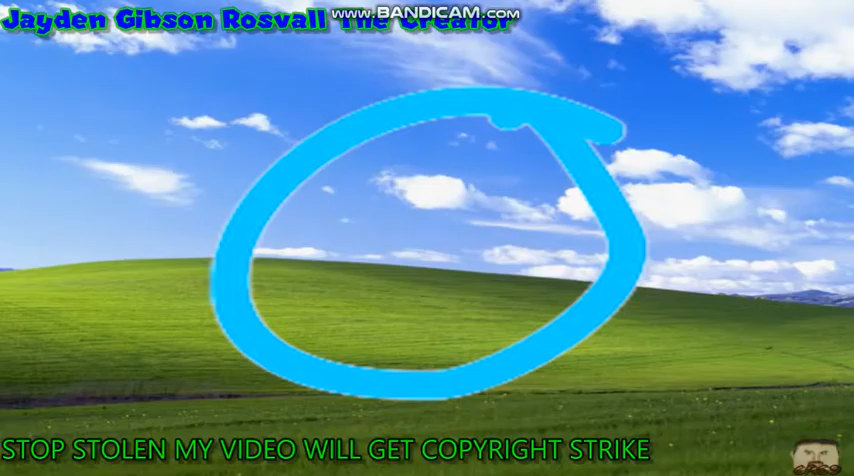 Jayden Gibson Rosvall The Creator
www.BANDICAM.com
STOP STOLEN MY VIDEO WILL GET COPYRIGHT STRIKE